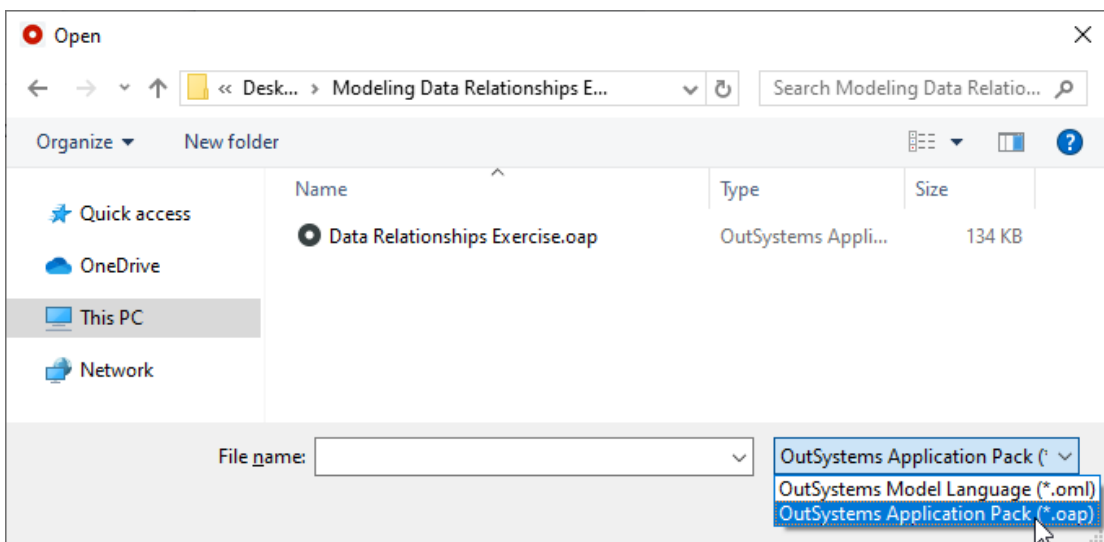 Open
« Desk... › Modeling Data Relationships E...
Search Modeling Data Relatio...
Organize
New folder
?
Name
Type
Size
Quick access
OneDrive
This PC
Network
Data Relationships Exercise.oap
OutSystems Appli...
134 KB
File name:
OutSystems Application Pack (*
OutSystems Model Language (*.oml)
OutSystems Application Pack (*.oap)